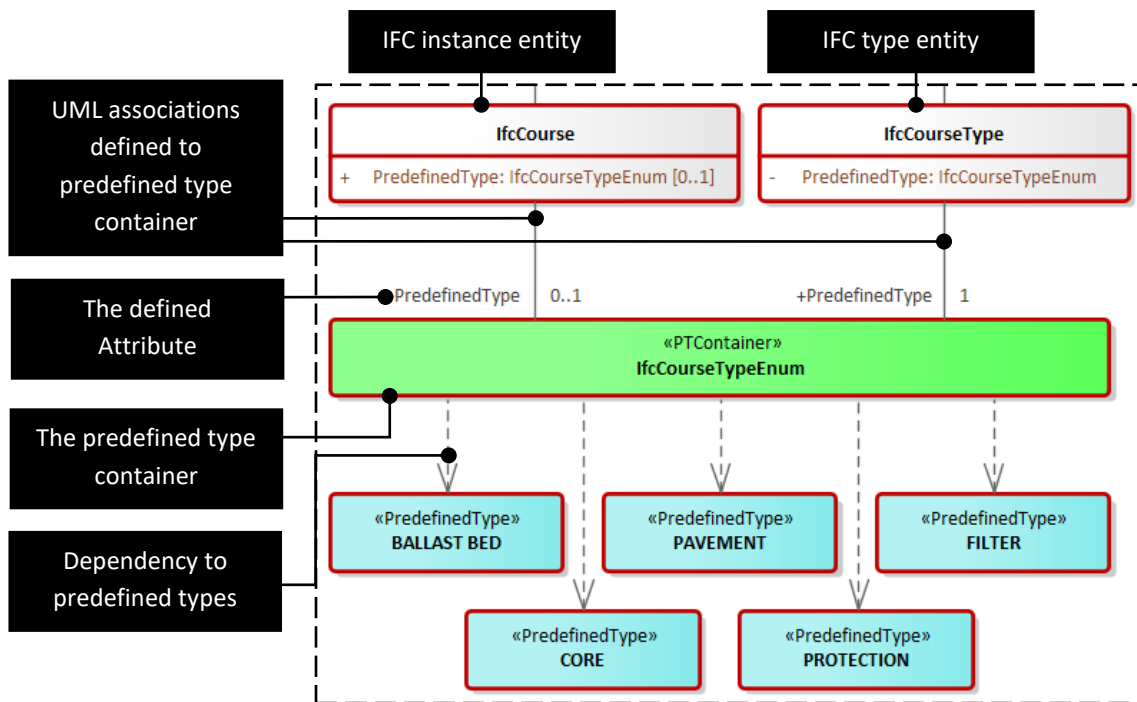 IFC instance entity
IFC type entity
UML associations
defined to
predefined type
container
IfcCourse
+ PredefinedType: IfcCourseTypeEnum [0..1]
IfcCourseType
- PredefinedType: IfcCourseTypeEnum
The defined
Attribute
PredefinedType 0..1
+PredefinedType 1
«PTContainer»
IfcCourseTypeEnum
The predefined type
container
Dependency to
predefined types
«PredefinedType»
BALLAST BED
«PredefinedType»
PAVEMENT
«PredefinedType»
FILTER
«PredefinedType»
CORE
«PredefinedType»
PROTECTION